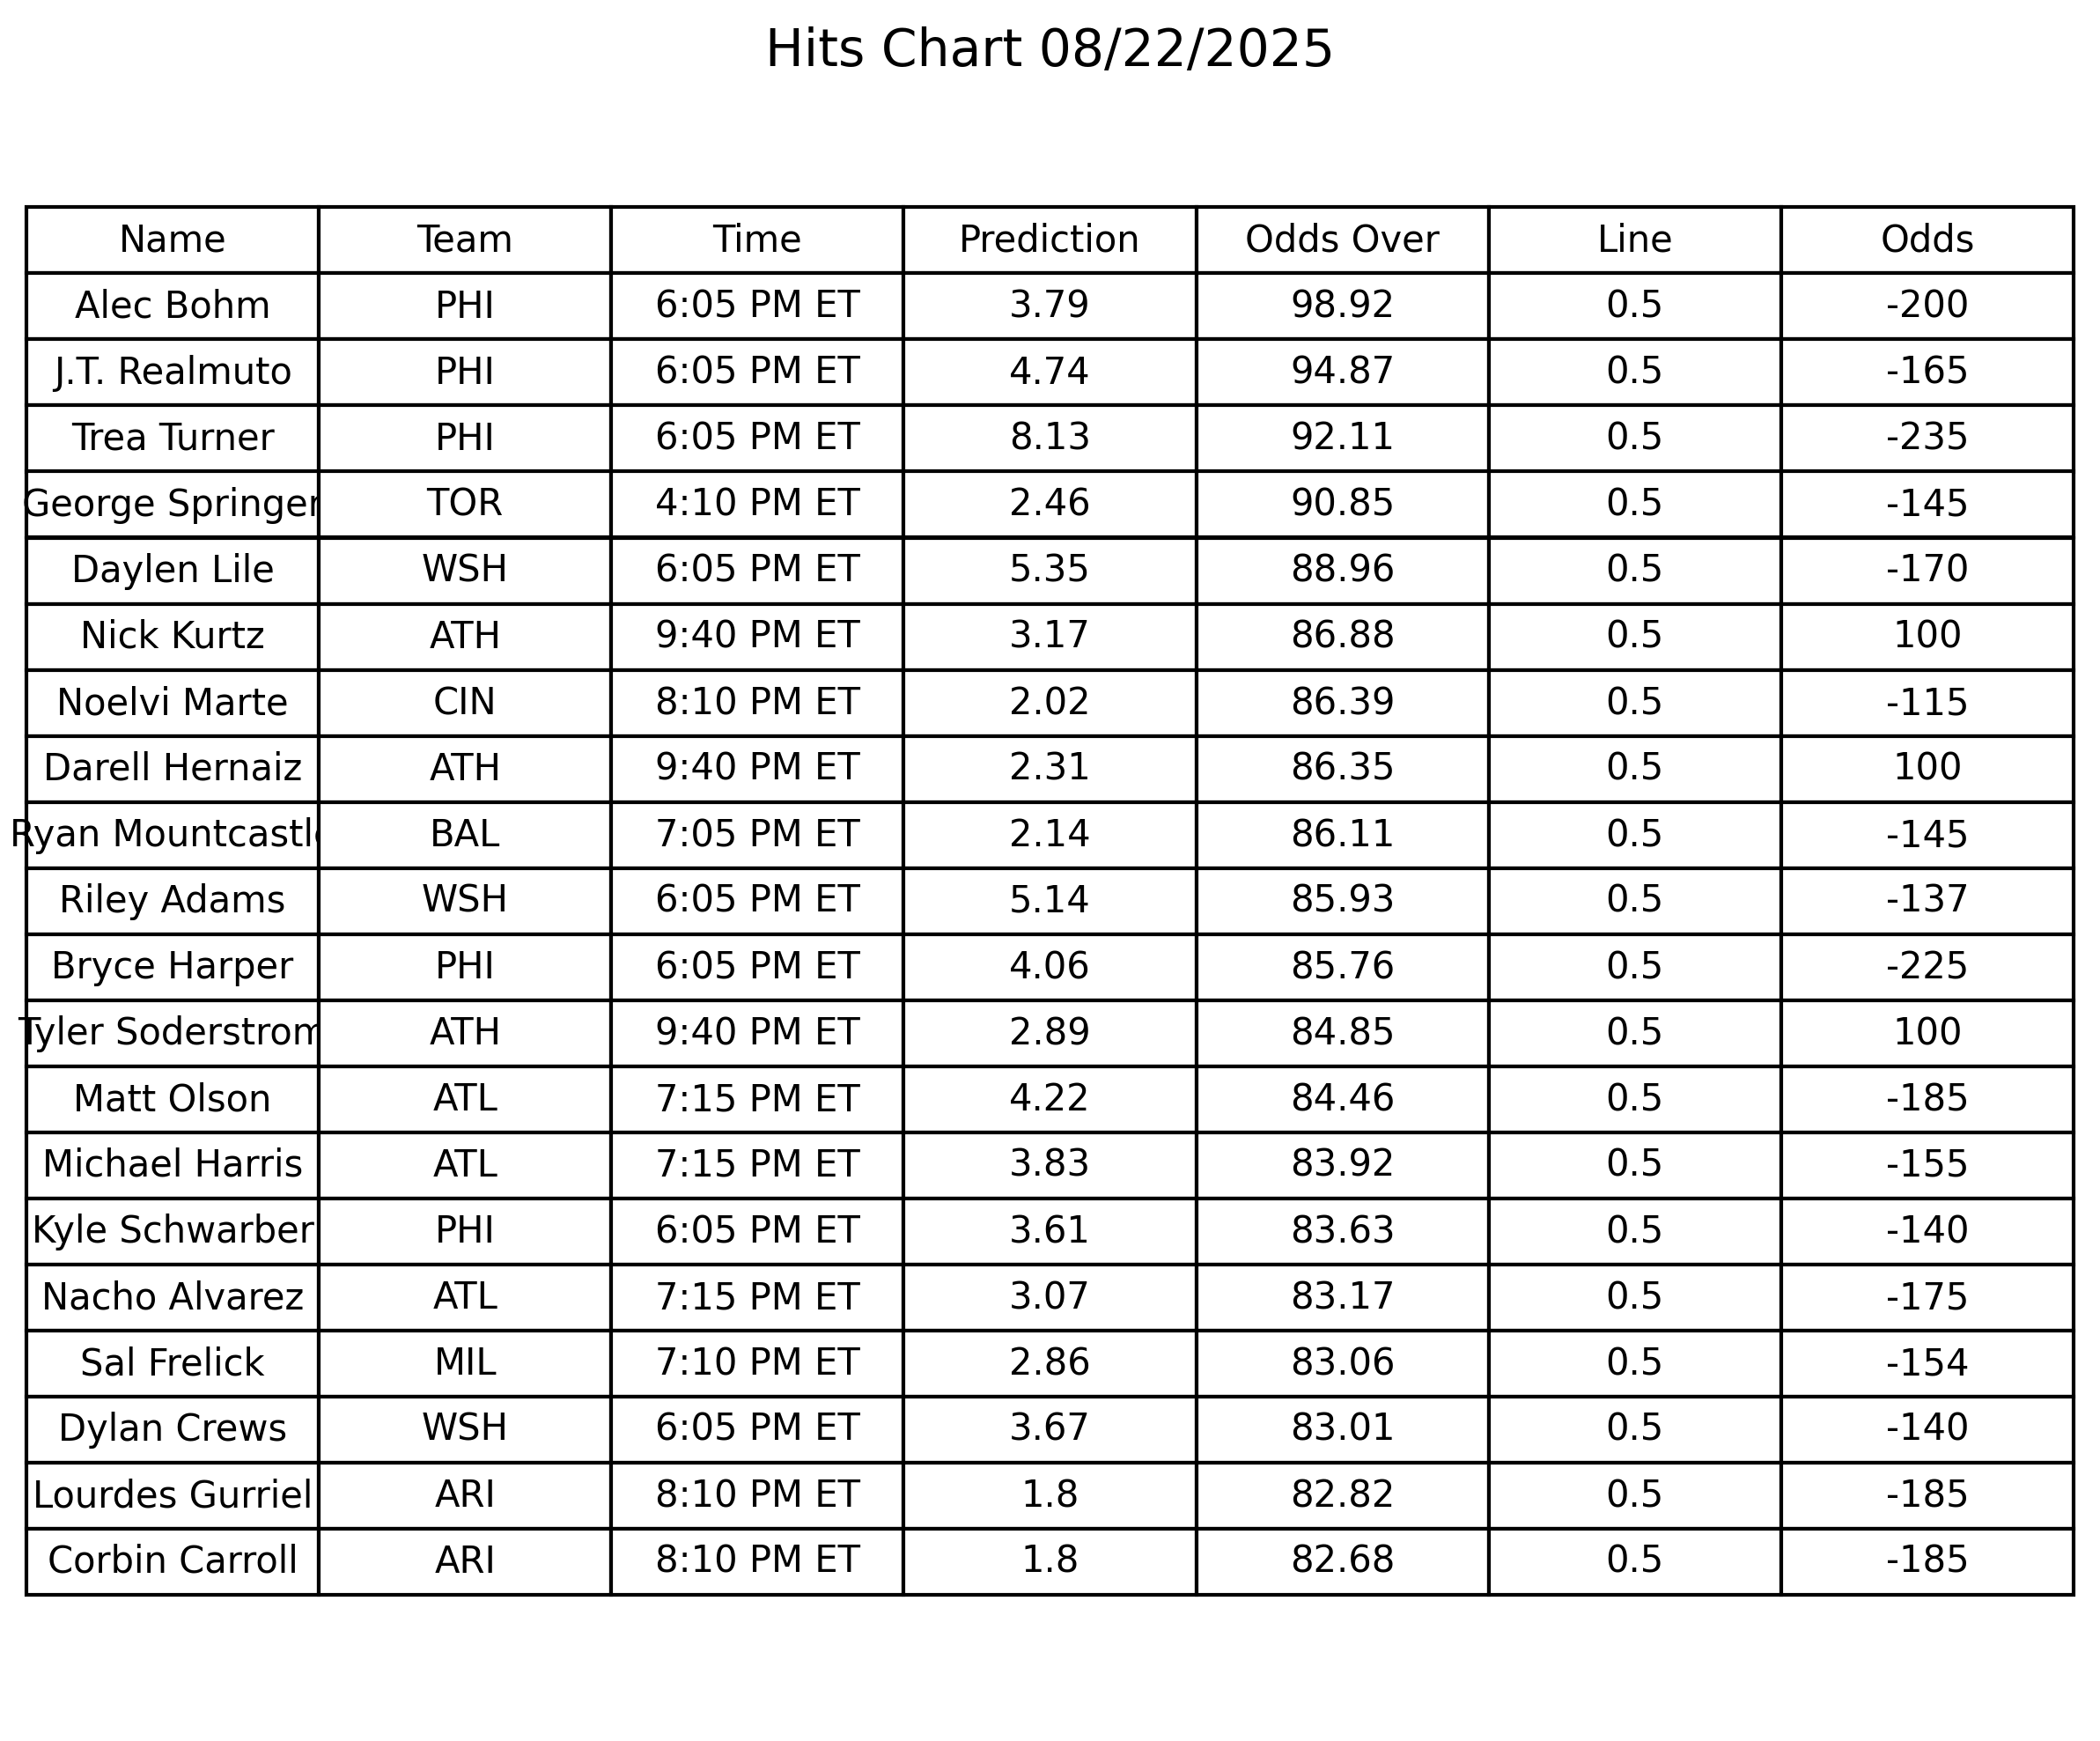 Hits Chart 08/22/2025
Name Team Time Prediction Odds Over Line Odds
Alec Bohm PHI 6:05 PM ET 3.79 98.92 0.5 -200
J.T. Realmuto PHI 6:05 PM ET 4.74 94.87 0.5 -165
Trea Turner PHI 6:05 PM ET 8.13 92.11 0.5 -235
George Springer TOR 4:10 PM ET 2.46 90.85 0.5 -145
Daylen Lile WSH 6:05 PM ET 5.35 88.96 0.5 -170
Nick Kurtz ATH 9:40 PM ET 3.17 86.88 0.5 100
Noelvi Marte CIN 8:10 PM ET 2.02 86.39 0.5 -115
Darell Hernaiz ATH 9:40 PM ET 2.31 86.35 0.5 100
Ryan Mountcastle BAL 7:05 PM ET 2.14 86.11 0.5 -145
Riley Adams WSH 6:05 PM ET 5.14 85.93 0.5 -137
Bryce Harper PHI 6:05 PM ET 4.06 85.76 0.5 -225
Tyler Soderstrom ATH 9:40 PM ET 2.89 84.85 0.5 100
Matt Olson ATL 7:15 PM ET 4.22 84.46 0.5 -185
Michael Harris ATL 7:15 PM ET 3.83 83.92 0.5 -155
Kyle Schwarber PHI 6:05 PM ET 3.61 83.63 0.5 -140
Nacho Alvarez ATL 7:15 PM ET 3.07 83.17 0.5 -175
Sal Frelick MIL 7:10 PM ET 2.86 83.06 0.5 -154
Dylan Crews WSH 6:05 PM ET 3.67 83.01 0.5 -140
Lourdes Gurriel ARI 8:10 PM ET 1.8 82.82 0.5 -185
Corbin Carroll ARI 8:10 PM ET 1.8 82.68 0.5 -185